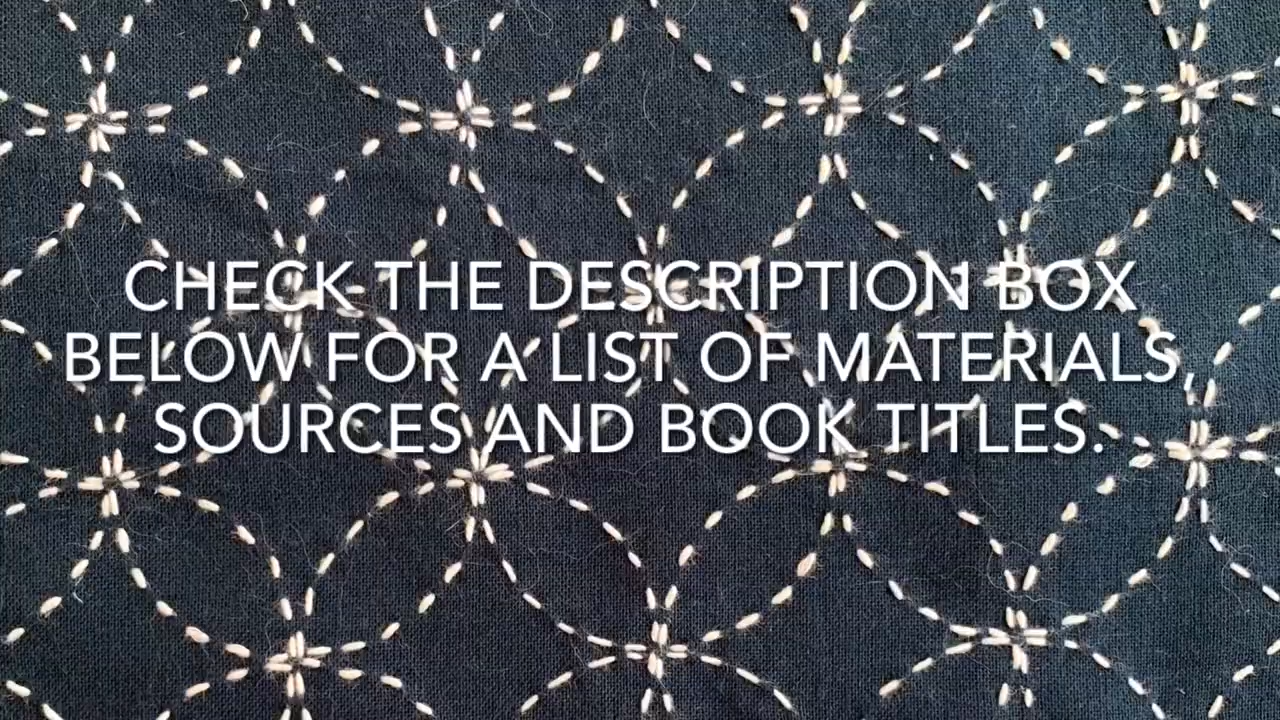 CHECK THE DESCRIPTION BOX
BELOW FOR A LIST OF MATERIALS,
SOURCES AND BOOK TITLES.